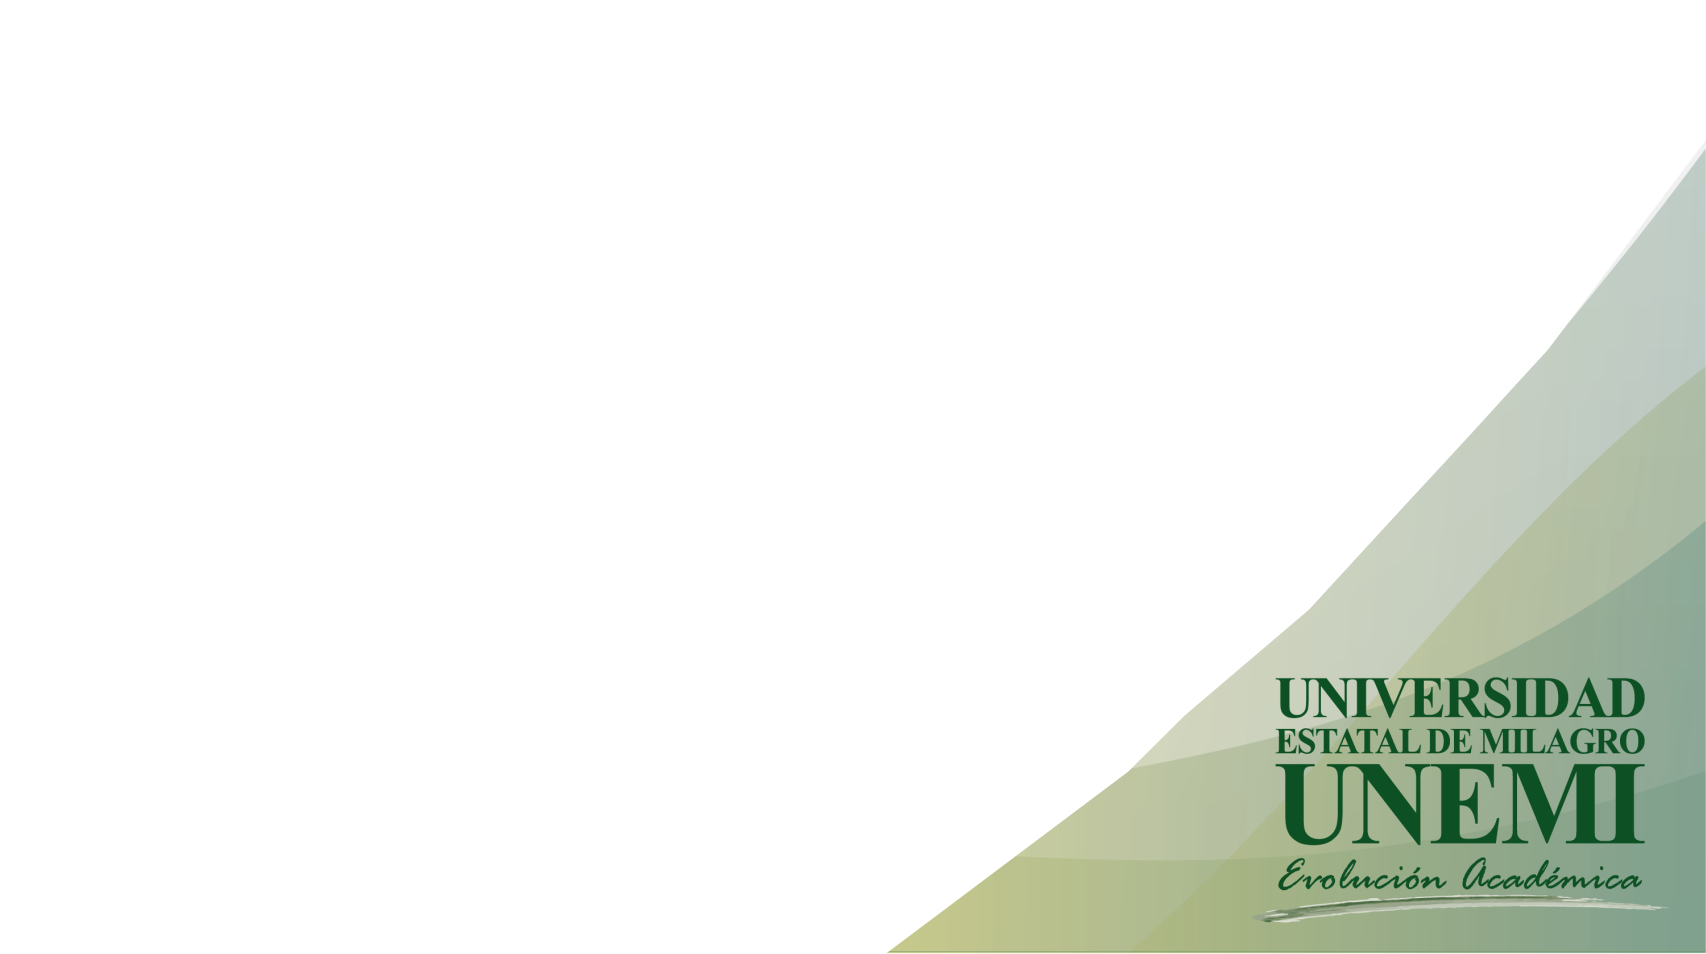 UNIVERSIDAD
ESTATAL DE MILAGRO
UNEMI
Evolución Académica